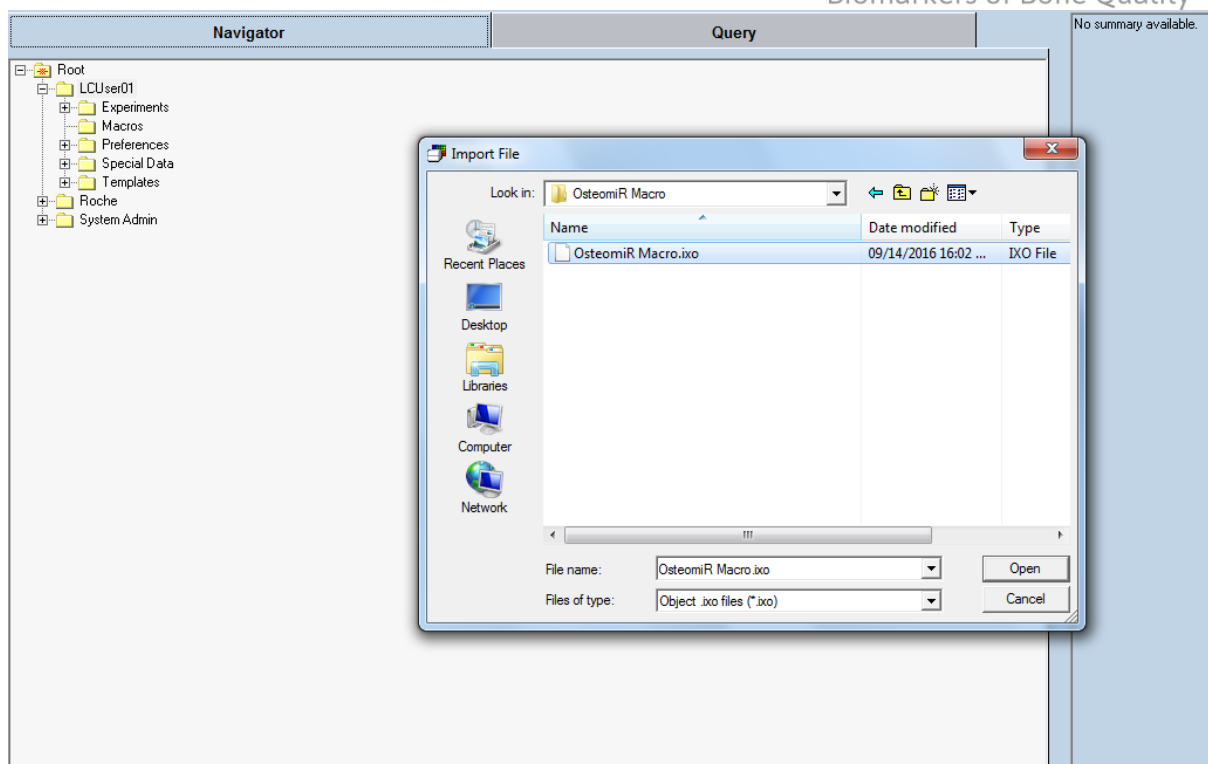 Biomarkers of Bone Quality
Navigator
Query
No summary available.
Root
LCUser01
Experiments
Macros
Preferences
Special Data
Templates
Roche
System Admin
Import File
Look in: OsteomiR Macro
Name Date modified Type
OsteomiR Macro.ixo 09/14/2016 16:02 ... IXO File
Recent Places
Desktop
Libraries
Computer
Network
File name: OsteomiR Macro.ixo Open
Files of type: Object .ixo files (*.ixo) Cancel